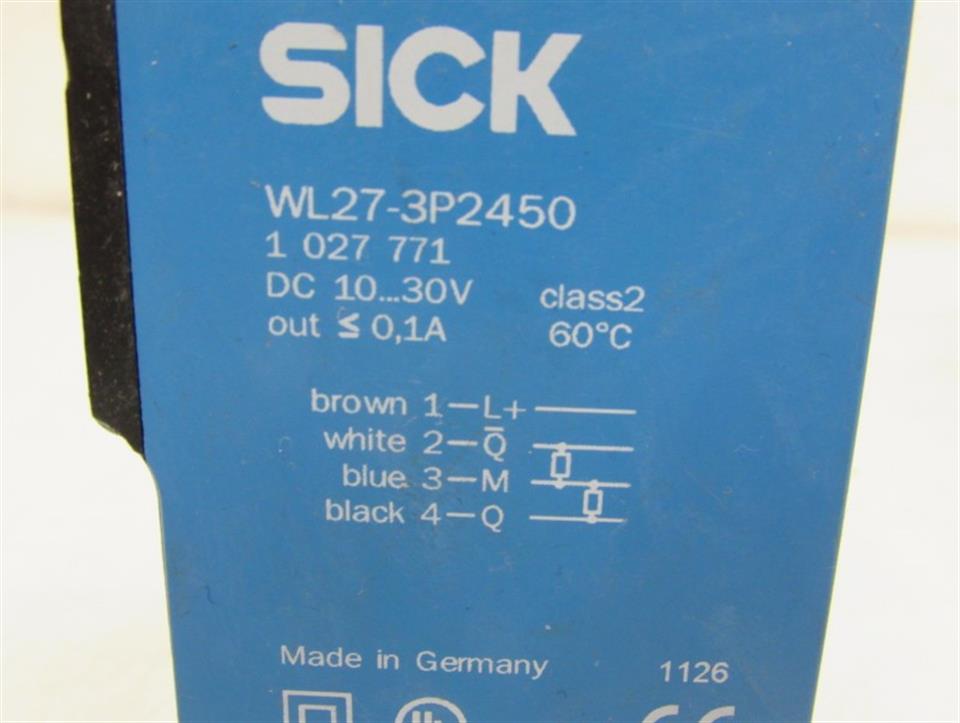 SICK
WL27-3P2450
1 027 771
DC 10...30V class2
out ≤ 0,1A 60°C
brown 1—L+
white 2—Q̅
blue 3—M
black 4—Q
Made in Germany 1126
CE